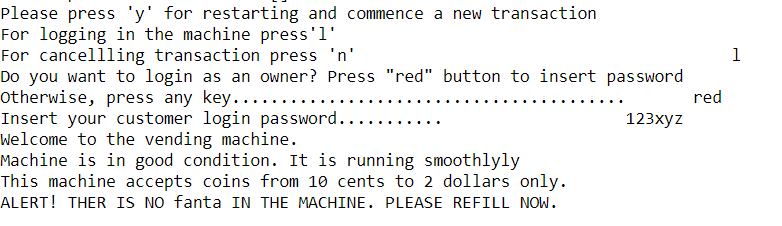 Please press 'y' for restarting and commence a new transaction
For logging in the machine press'l'
For cancellling transaction press 'n' l
Do you want to login as an owner? Press "red" button to insert password
Otherwise, press any key......................................... red
Insert your customer login password........... 123xyz
Welcome to the vending machine.
Machine is in good condition. It is running smoothlyly
This machine accepts coins from 10 cents to 2 dollars only.
ALERT! THER IS NO fanta IN THE MACHINE. PLEASE REFILL NOW.